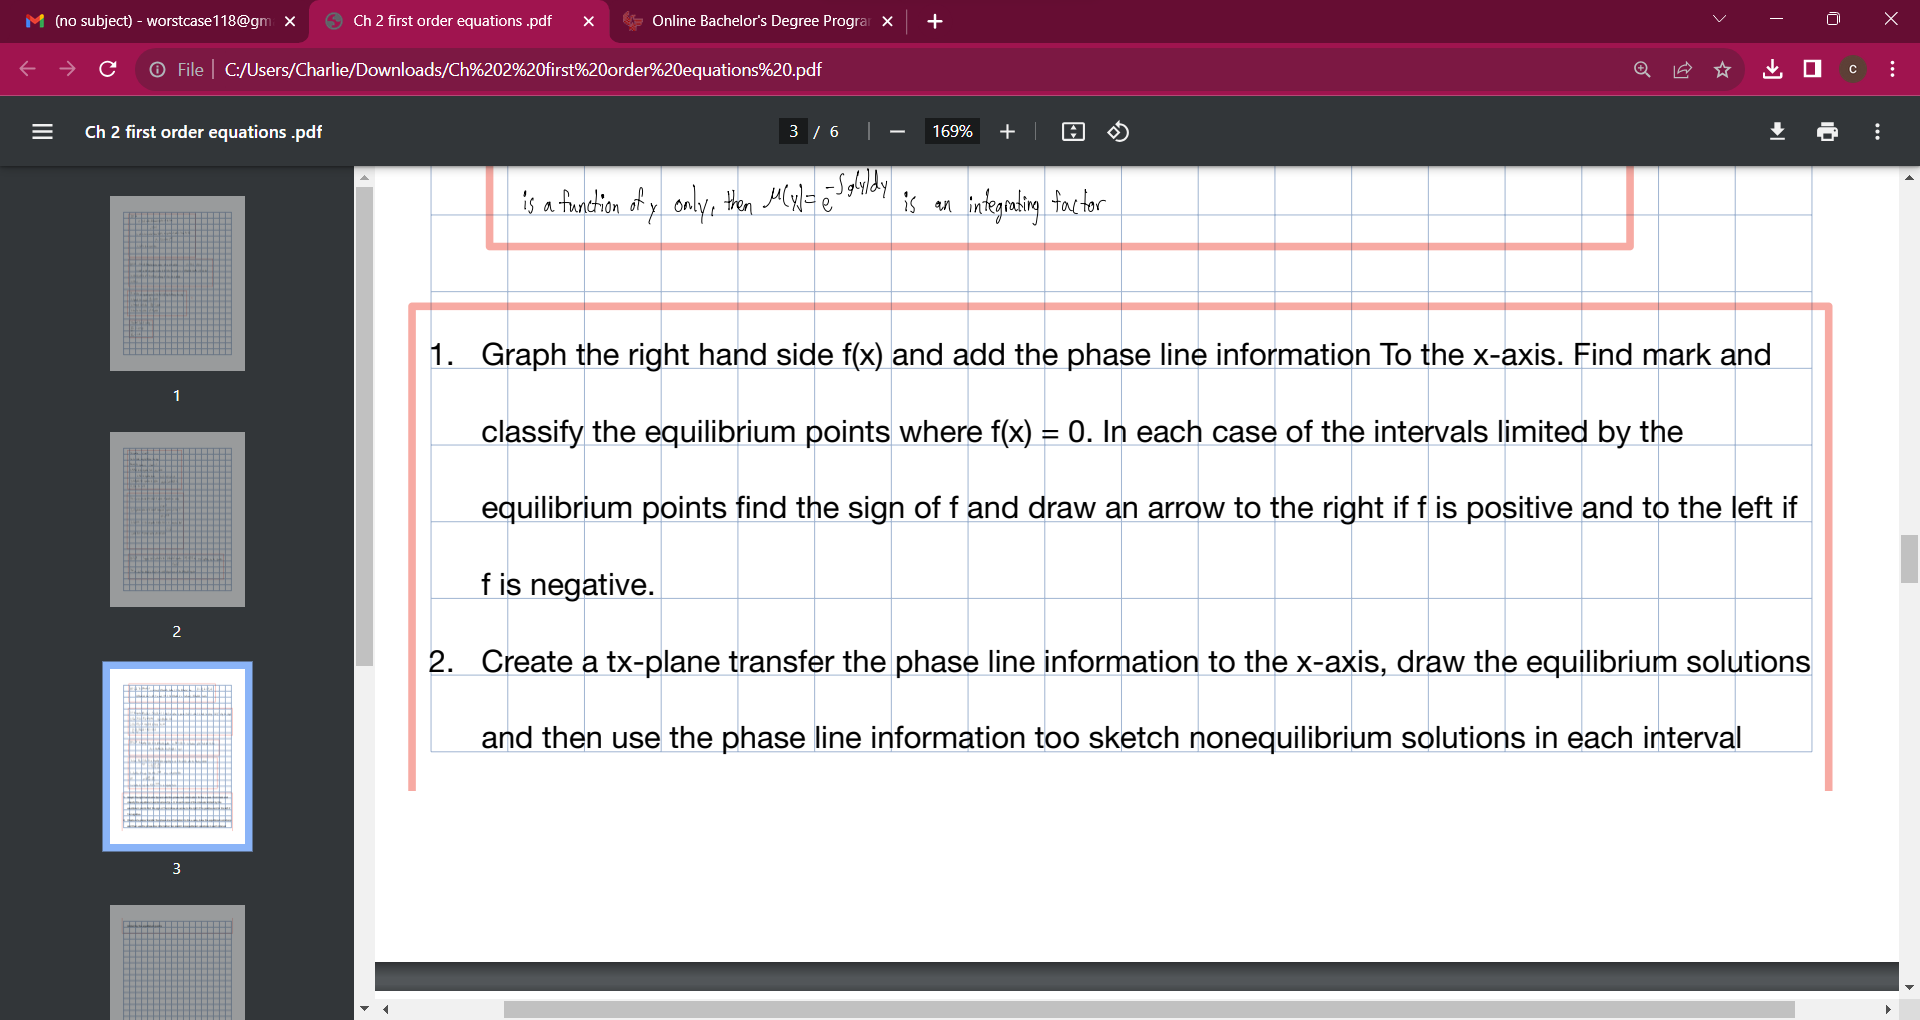 (no subject) - worstcase118@gm
Ch 2 first order equations .pdf
Online Bachelor's Degree Progra
File
C:/Users/Charlie/Downloads/Ch%202%20first%20order%20equations%20.pdf
c
Ch 2 first order equations .pdf
3 / 6
169%
is a function of y only, then μ(y) = e^-∫g(y)dy is an integrating factor
1. Graph the right hand side f(x) and add the phase line information To the x-axis. Find mark and
classify the equilibrium points where f(x) = 0. In each case of the intervals limited by the
equilibrium points find the sign of f and draw an arrow to the right if f is positive and to the left if
f is negative.
2. Create a tx-plane transfer the phase line information to the x-axis, draw the equilibrium solutions
and then use the phase line information too sketch nonequilibrium solutions in each interval
1
2
3